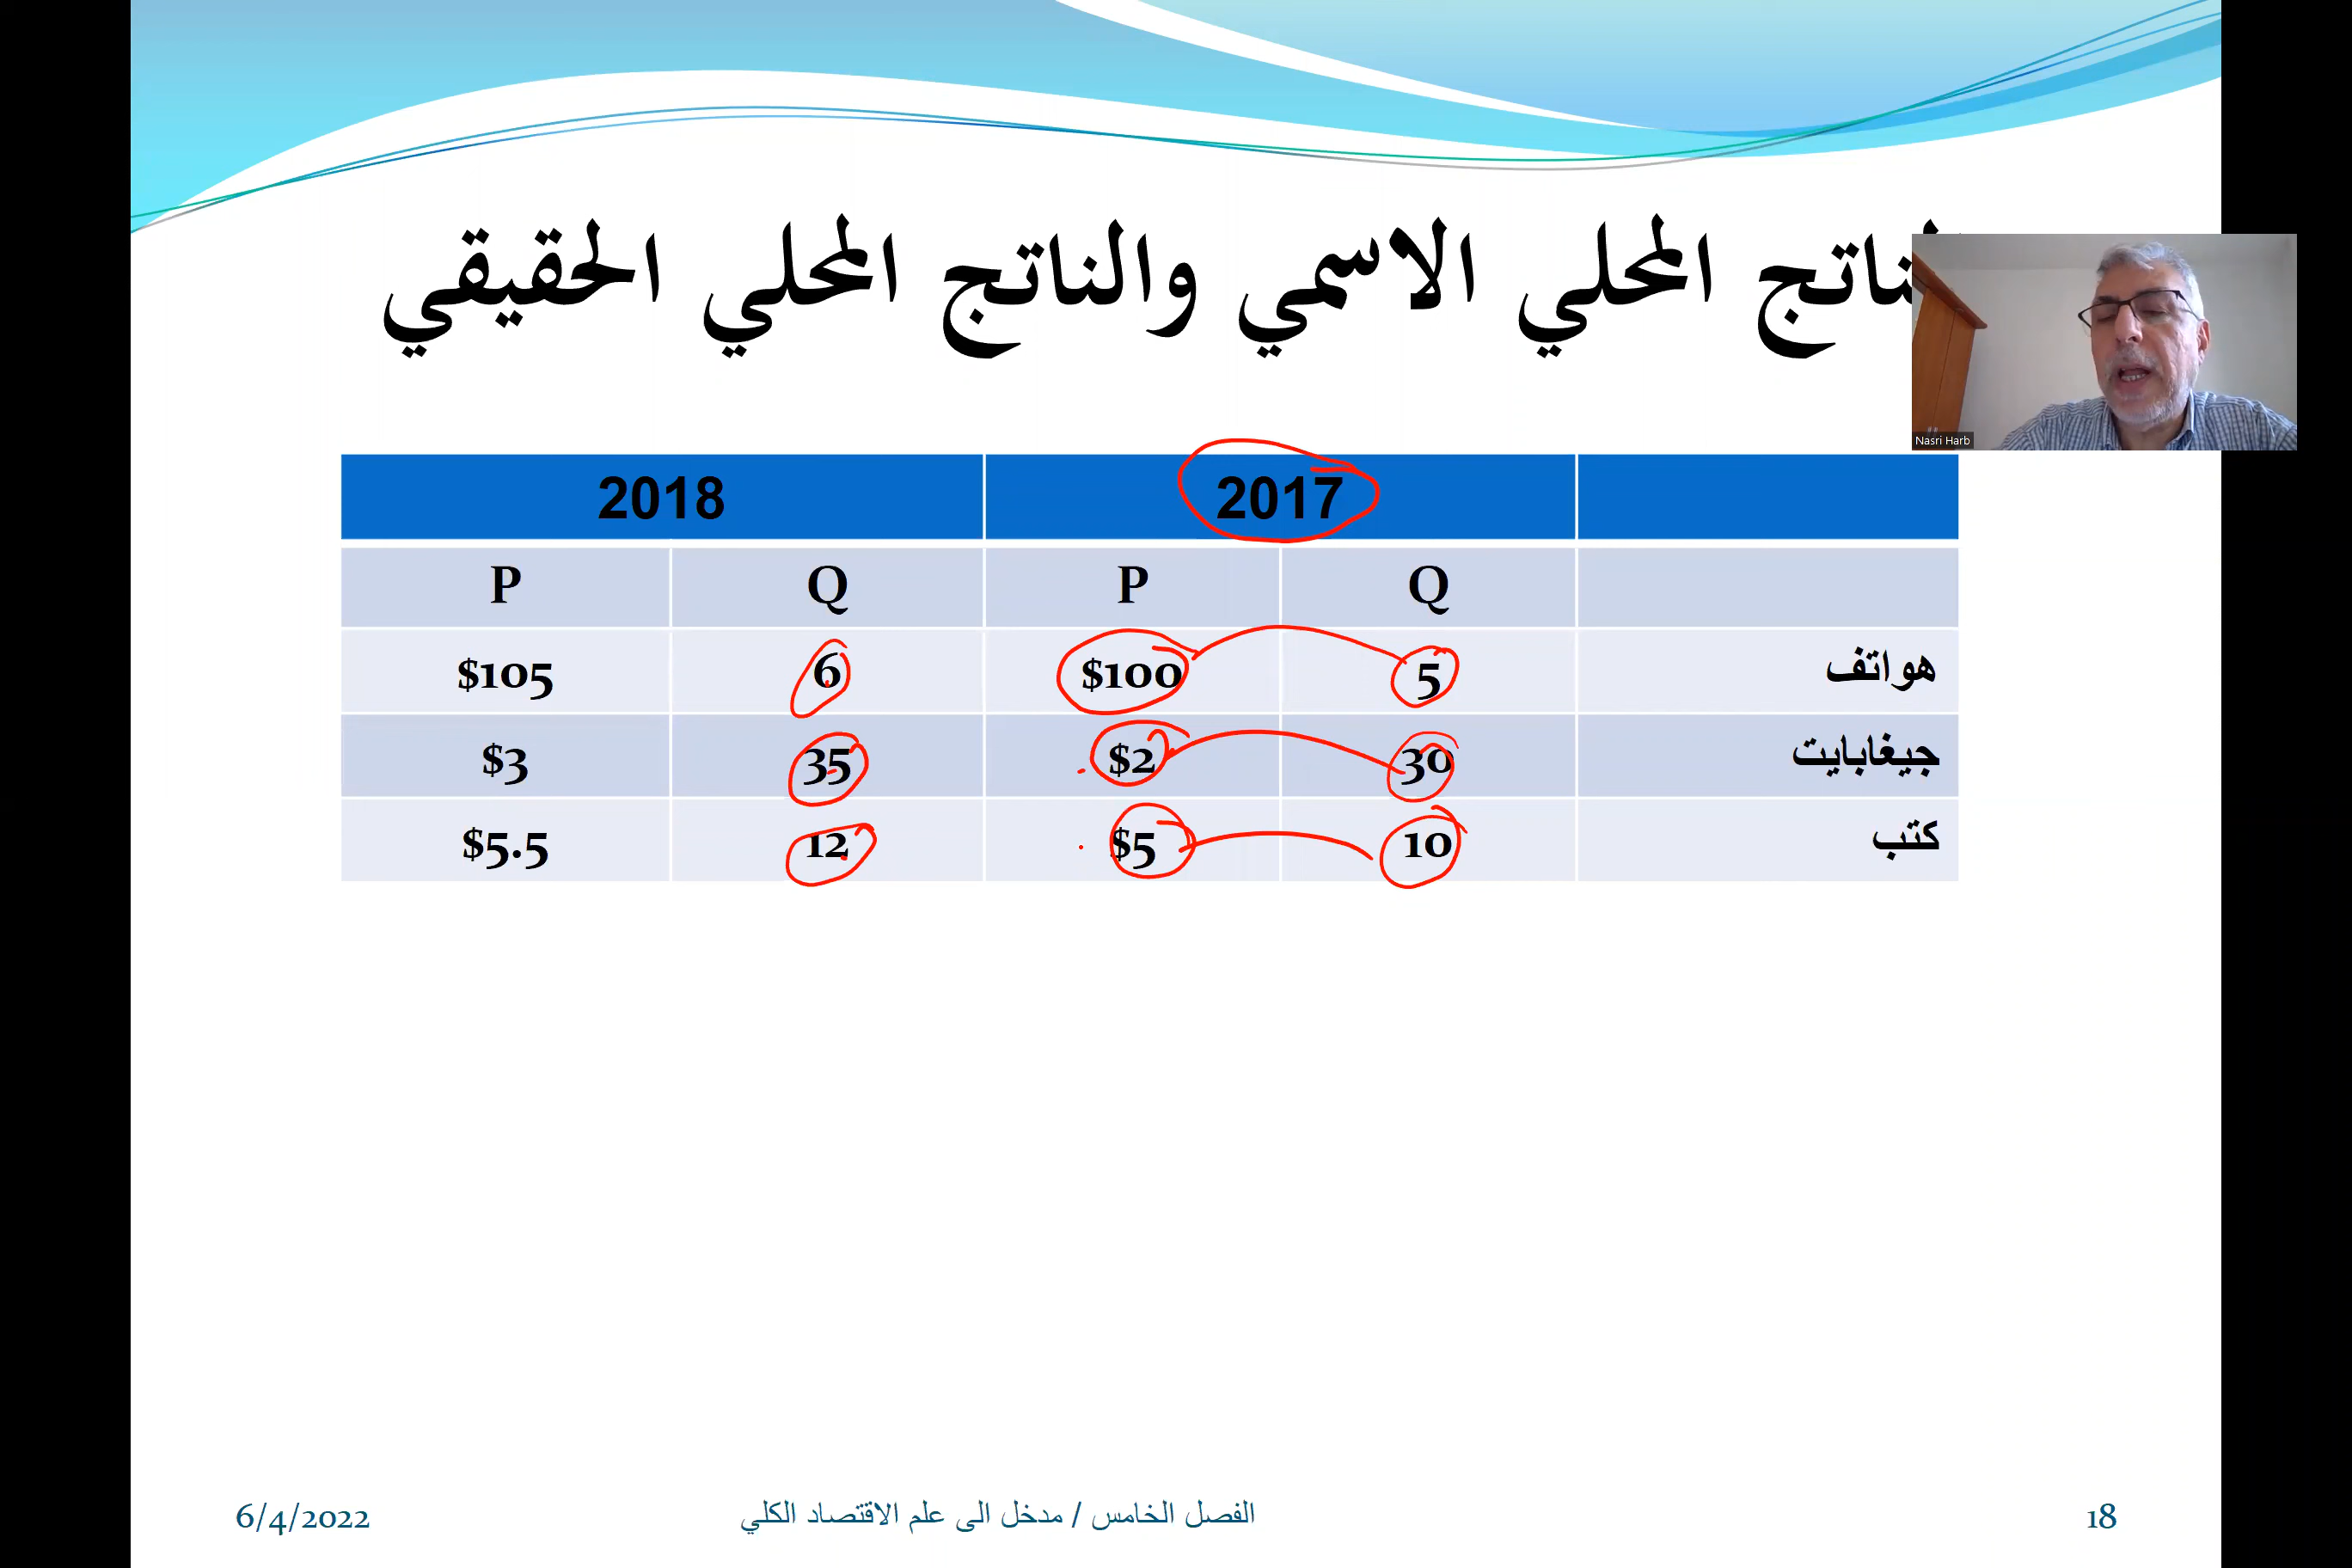 الناتج المحلي الاسمي والناتج المحلي الحقيقي
Nasri Harb
2017 2018
Q P Q P
هواتف 5 $100 6 $105
جيغابايت 30 $2 35 $3
كتب 10 $5 12 $5.5
18 الفصل الخامس / مدخل الى علم الاقتصاد الكلي 6/4/2022